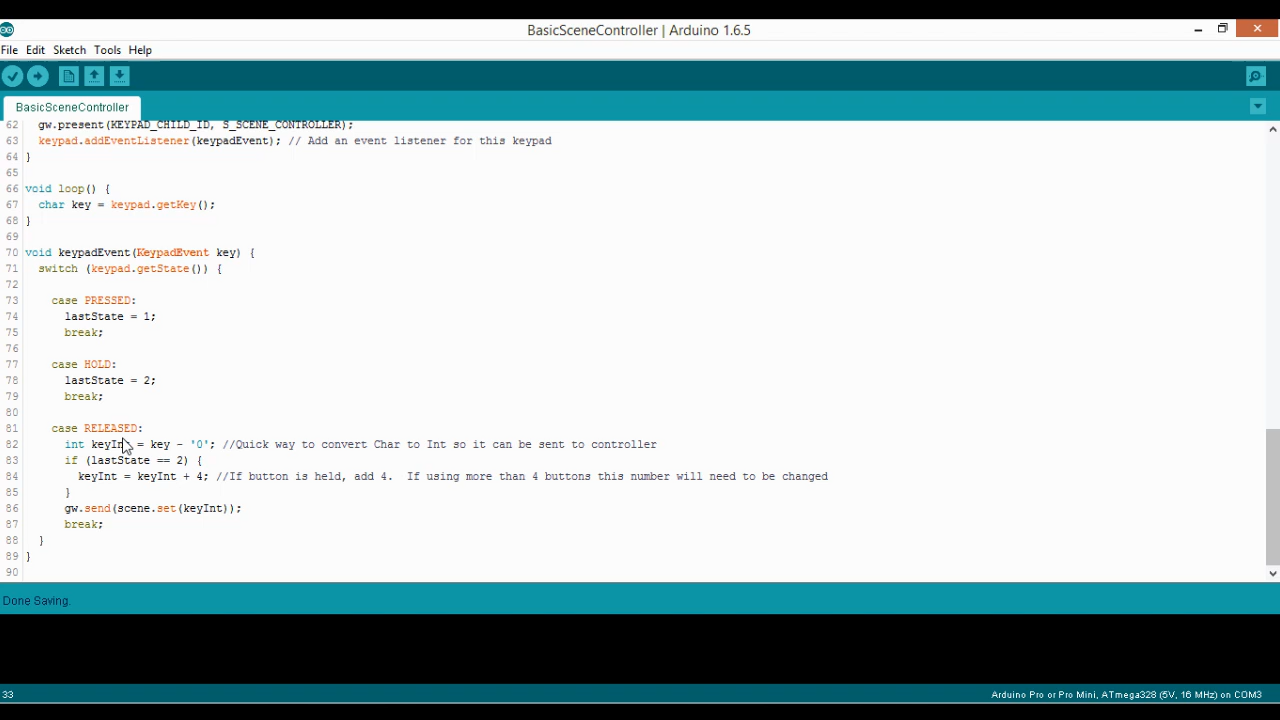 BasicSceneController | Arduino 1.6.5
File Edit Sketch Tools Help
BasicSceneController
62 gw.present(KEYPAD_CHILD_ID, S_SCENE_CONTROLLER);
63 keypad.addEventListener(keypadEvent); // Add an event listener for this keypad
64 }
65
66 void loop() {
67 char key = keypad.getKey();
68 }
69
70 void keypadEvent(KeypadEvent key) {
71 switch (keypad.getState()) {
72
73 case PRESSED:
74 lastState = 1;
75 break;
76
77 case HOLD:
78 lastState = 2;
79 break;
80
81 case RELEASED:
82 int keyInt = key - '0'; //Quick way to convert Char to Int so it can be sent to controller
83 if (lastState == 2) {
84 keyInt = keyInt + 4; //If button is held, add 4.  If using more than 4 buttons this number will need to be changed
85 }
86 gw.send(scene.set(keyInt));
87 break;
88 }
89 }
90
Done Saving.
33 Arduino Pro or Pro Mini, ATmega328 (5V, 16 MHz) on COM3